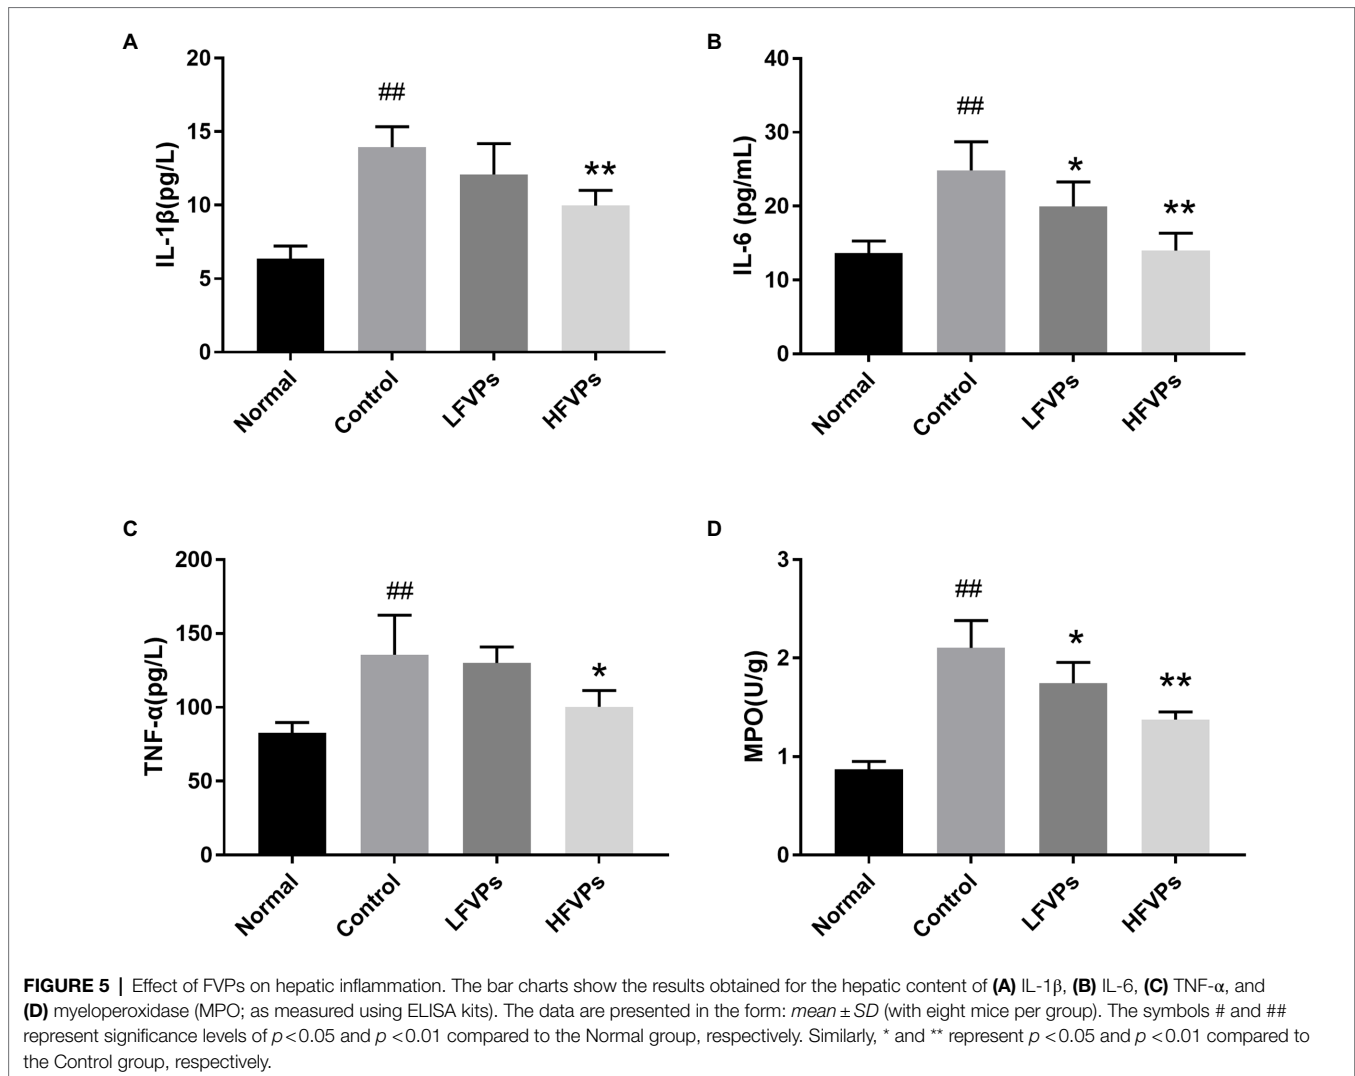 A
20
15
10
5
0
IL-1β(pg/L)
##
**
Normal
Control
LFVPs
HFVPs
B
40
30
20
10
0
IL-6 (pg/mL)
##
*
**
Normal
Control
LFVPs
HFVPs
C
200
150
100
50
0
TNF-α(pg/L)
##
*
Normal
Control
LFVPs
HFVPs
D
3
2
1
0
MPO(U/g)
##
*
**
Normal
Control
LFVPs
HFVPs
FIGURE 5 | Effect of FVPs on hepatic inflammation. The bar charts show the results obtained for the hepatic content of (A) IL-1β, (B) IL-6, (C) TNF-α, and
(D) myeloperoxidase (MPO; as measured using ELISA kits). The data are presented in the form: mean ± SD (with eight mice per group). The symbols # and ##
represent significance levels of p < 0.05 and p < 0.01 compared to the Normal group, respectively. Similarly, * and ** represent p < 0.05 and p < 0.01 compared to
the Control group, respectively.